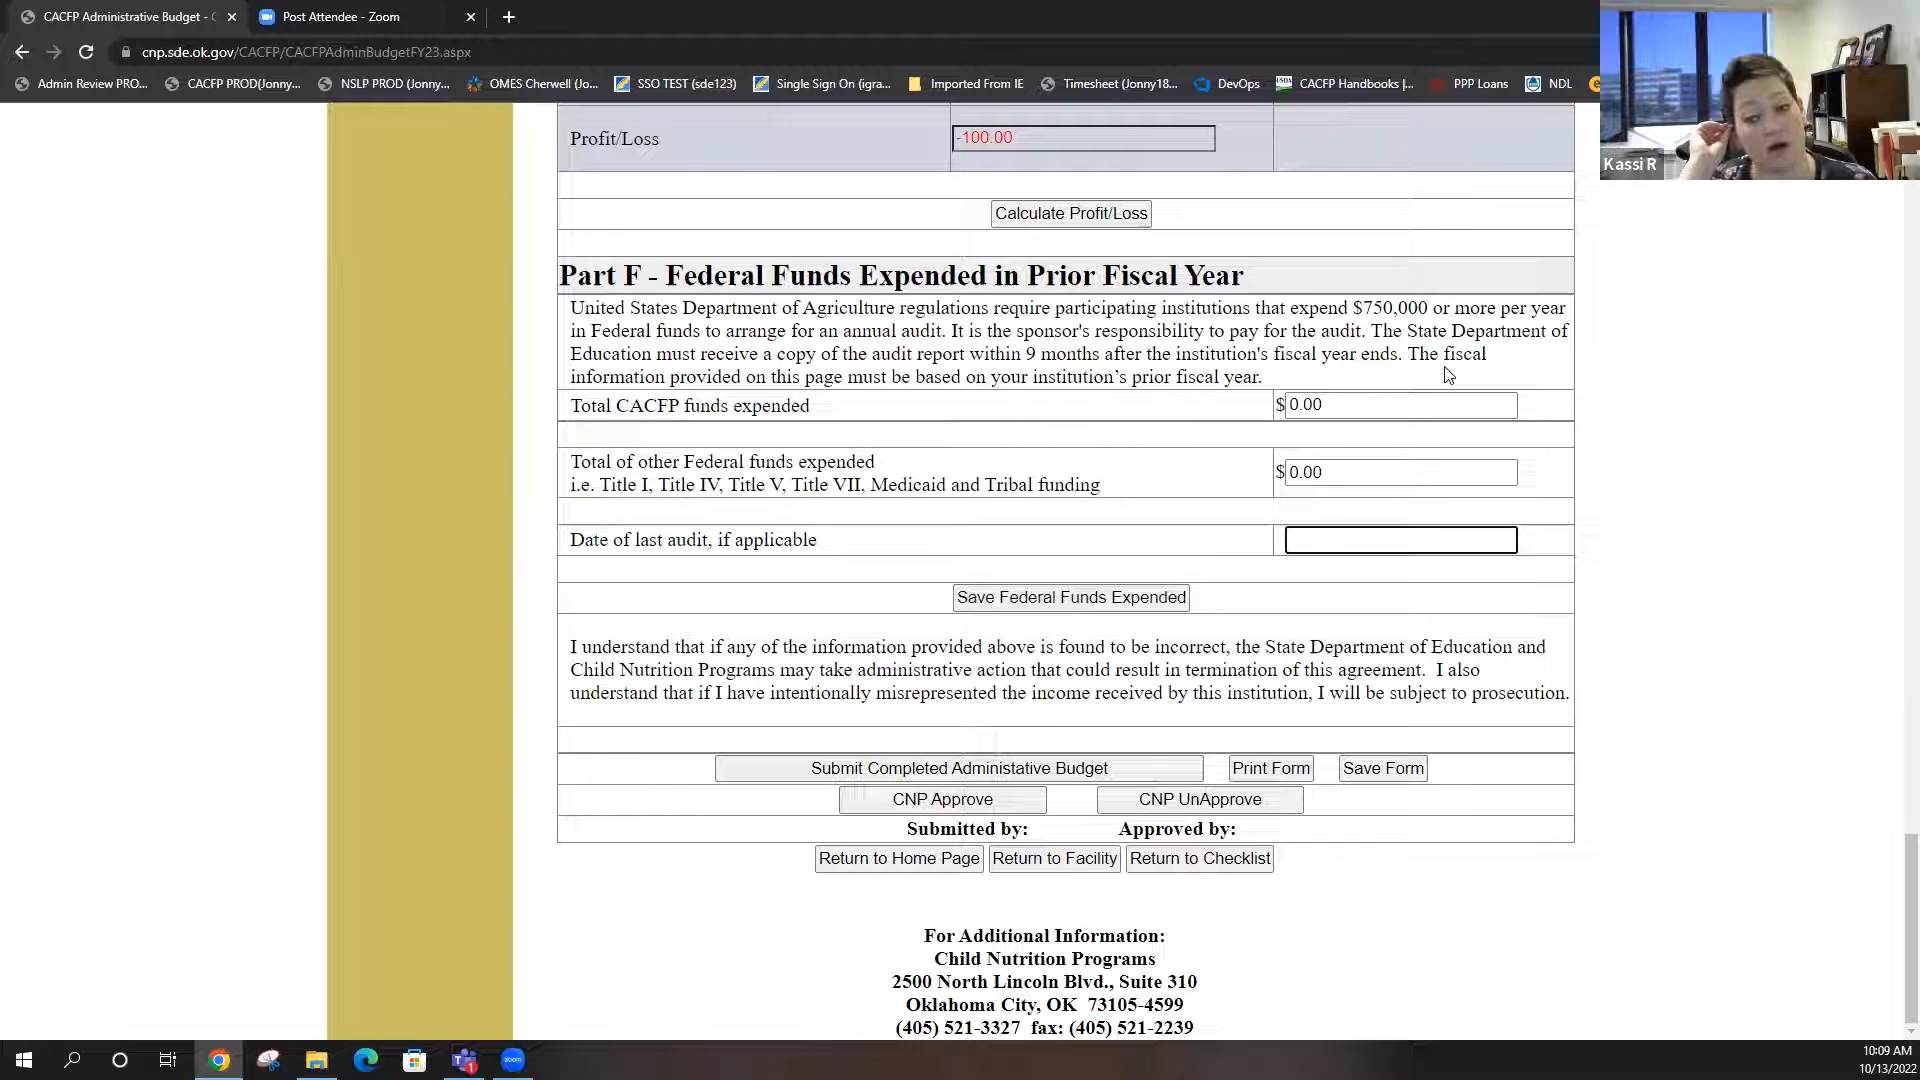 CACFP Administrative Budget - C
Post Attendee - Zoom
cnp.sde.ok.gov/CACFP/CACFPAdminBudgetFY23.aspx
Admin Review PRO...
CACFP PROD(Jonny...
NSLP PROD (Jonny...
OMES Cherwell (Jo...
SSO TEST (sde123)
Single Sign On (igra...
Imported From IE
Timesheet (Jonny18...
DevOps
CACFP Handbooks |...
PPP Loans
NDL
Kassi R
Profit/Loss
-100.00
Calculate Profit/Loss
Part F - Federal Funds Expended in Prior Fiscal Year
United States Department of Agriculture regulations require participating institutions that expend $750,000 or more per year
in Federal funds to arrange for an annual audit. It is the sponsor's responsibility to pay for the audit. The State Department of
Education must receive a copy of the audit report within 9 months after the institution's fiscal year ends. The fiscal
information provided on this page must be based on your institution's prior fiscal year.
Total CACFP funds expended
$ 0.00
Total of other Federal funds expended
i.e. Title I, Title IV, Title V, Title VII, Medicaid and Tribal funding
$ 0.00
Date of last audit, if applicable
Save Federal Funds Expended
I understand that if any of the information provided above is found to be incorrect, the State Department of Education and
Child Nutrition Programs may take administrative action that could result in termination of this agreement. I also
understand that if I have intentionally misrepresented the income received by this institution, I will be subject to prosecution.
Submit Completed Administative Budget
Print Form
Save Form
CNP Approve
CNP UnApprove
Submitted by:
Approved by:
Return to Home Page
Return to Facility
Return to Checklist
For Additional Information:
Child Nutrition Programs
2500 North Lincoln Blvd., Suite 310
Oklahoma City, OK 73105-4599
(405) 521-3327 fax: (405) 521-2239
10:09 AM
10/13/2022